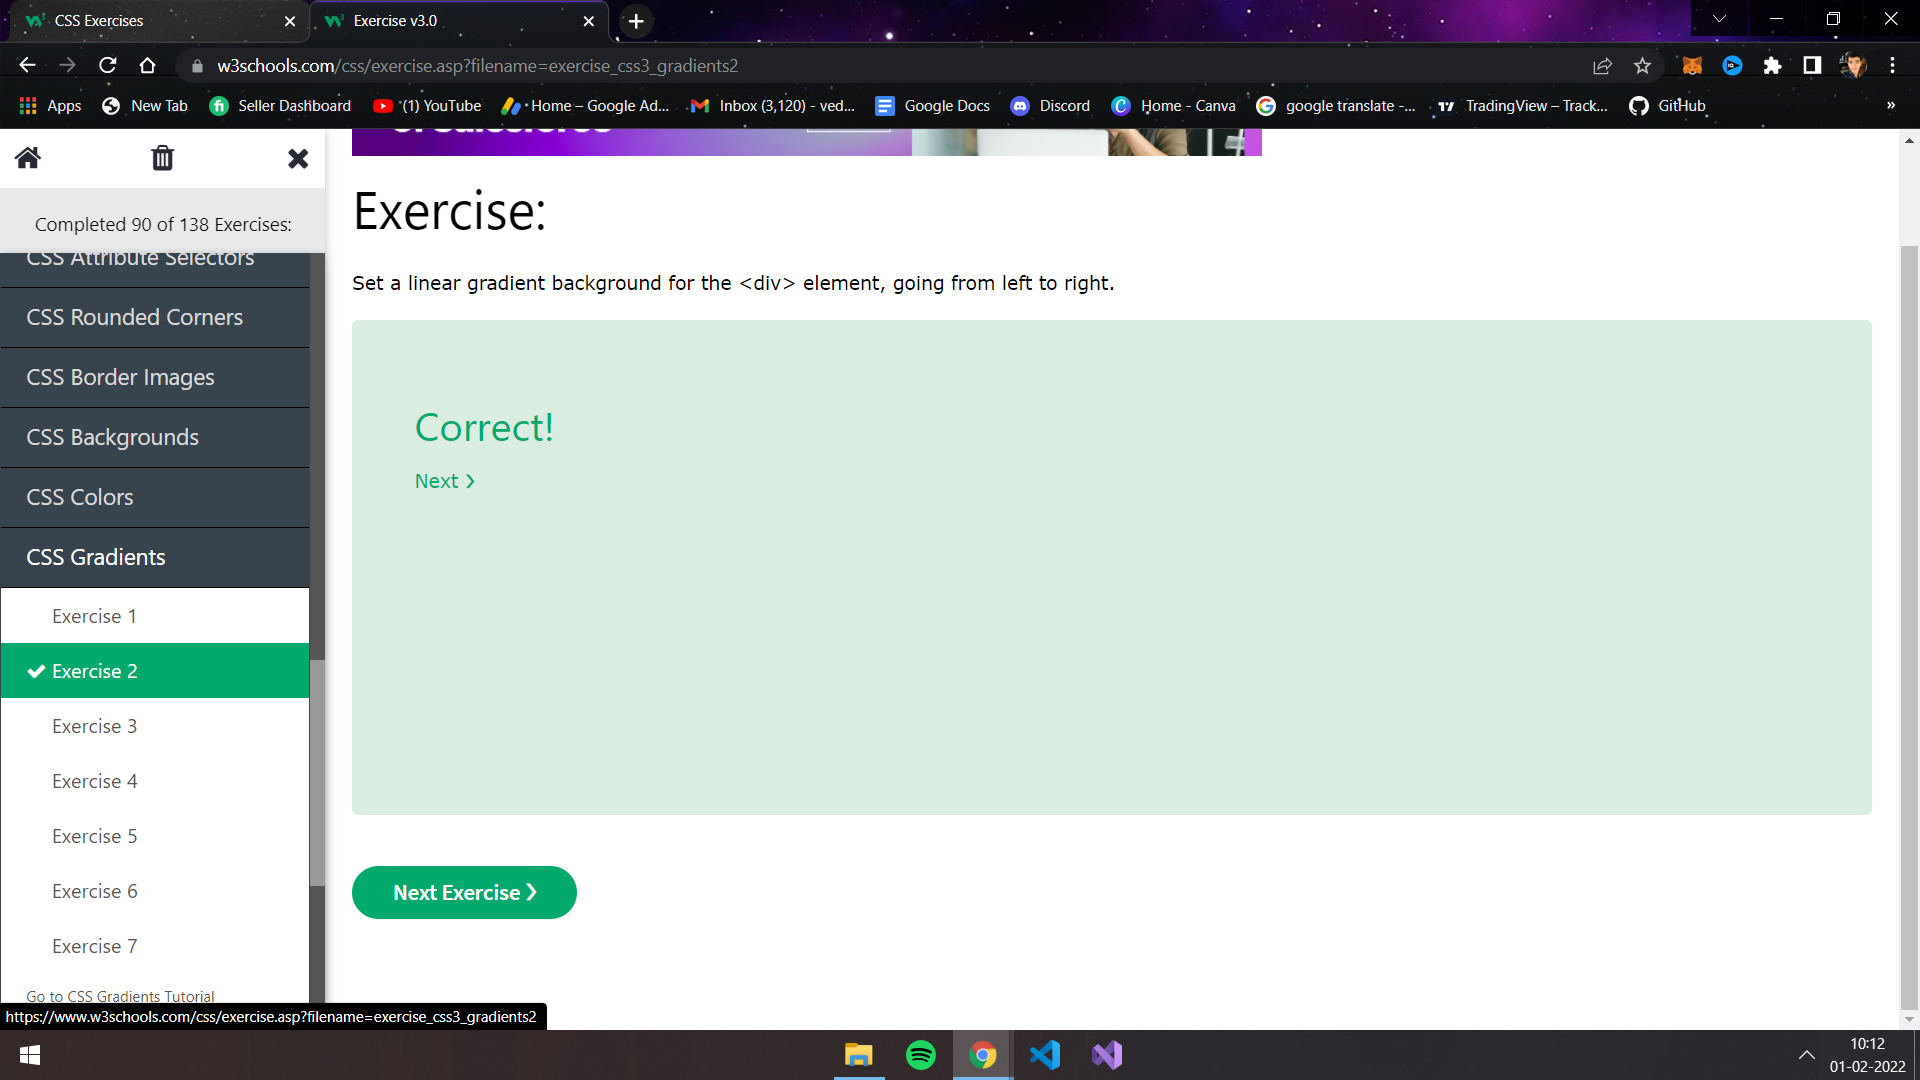 CSS Exercises
Exercise v3.0
w3schools.com/css/exercise.asp?filename=exercise_css3_gradients2
Apps
New Tab
Seller Dashboard
(1) YouTube
Home – Google Ad...
Inbox (3,120) - ved...
Google Docs
Discord
Home - Canva
google translate -...
TradingView – Track...
GitHub
»
Completed 90 of 138 Exercises:
CSS Attribute Selectors
CSS Rounded Corners
CSS Border Images
CSS Backgrounds
CSS Colors
CSS Gradients
Exercise 1
Exercise 2
Exercise 3
Exercise 4
Exercise 5
Exercise 6
Exercise 7
Go to CSS Gradients Tutorial
https://www.w3schools.com/css/exercise.asp?filename=exercise_css3_gradients2
Exercise:
Set a linear gradient background for the <div> element, going from left to right.
Correct!
Next ❯
Next Exercise ❯
10:12
01-02-2022